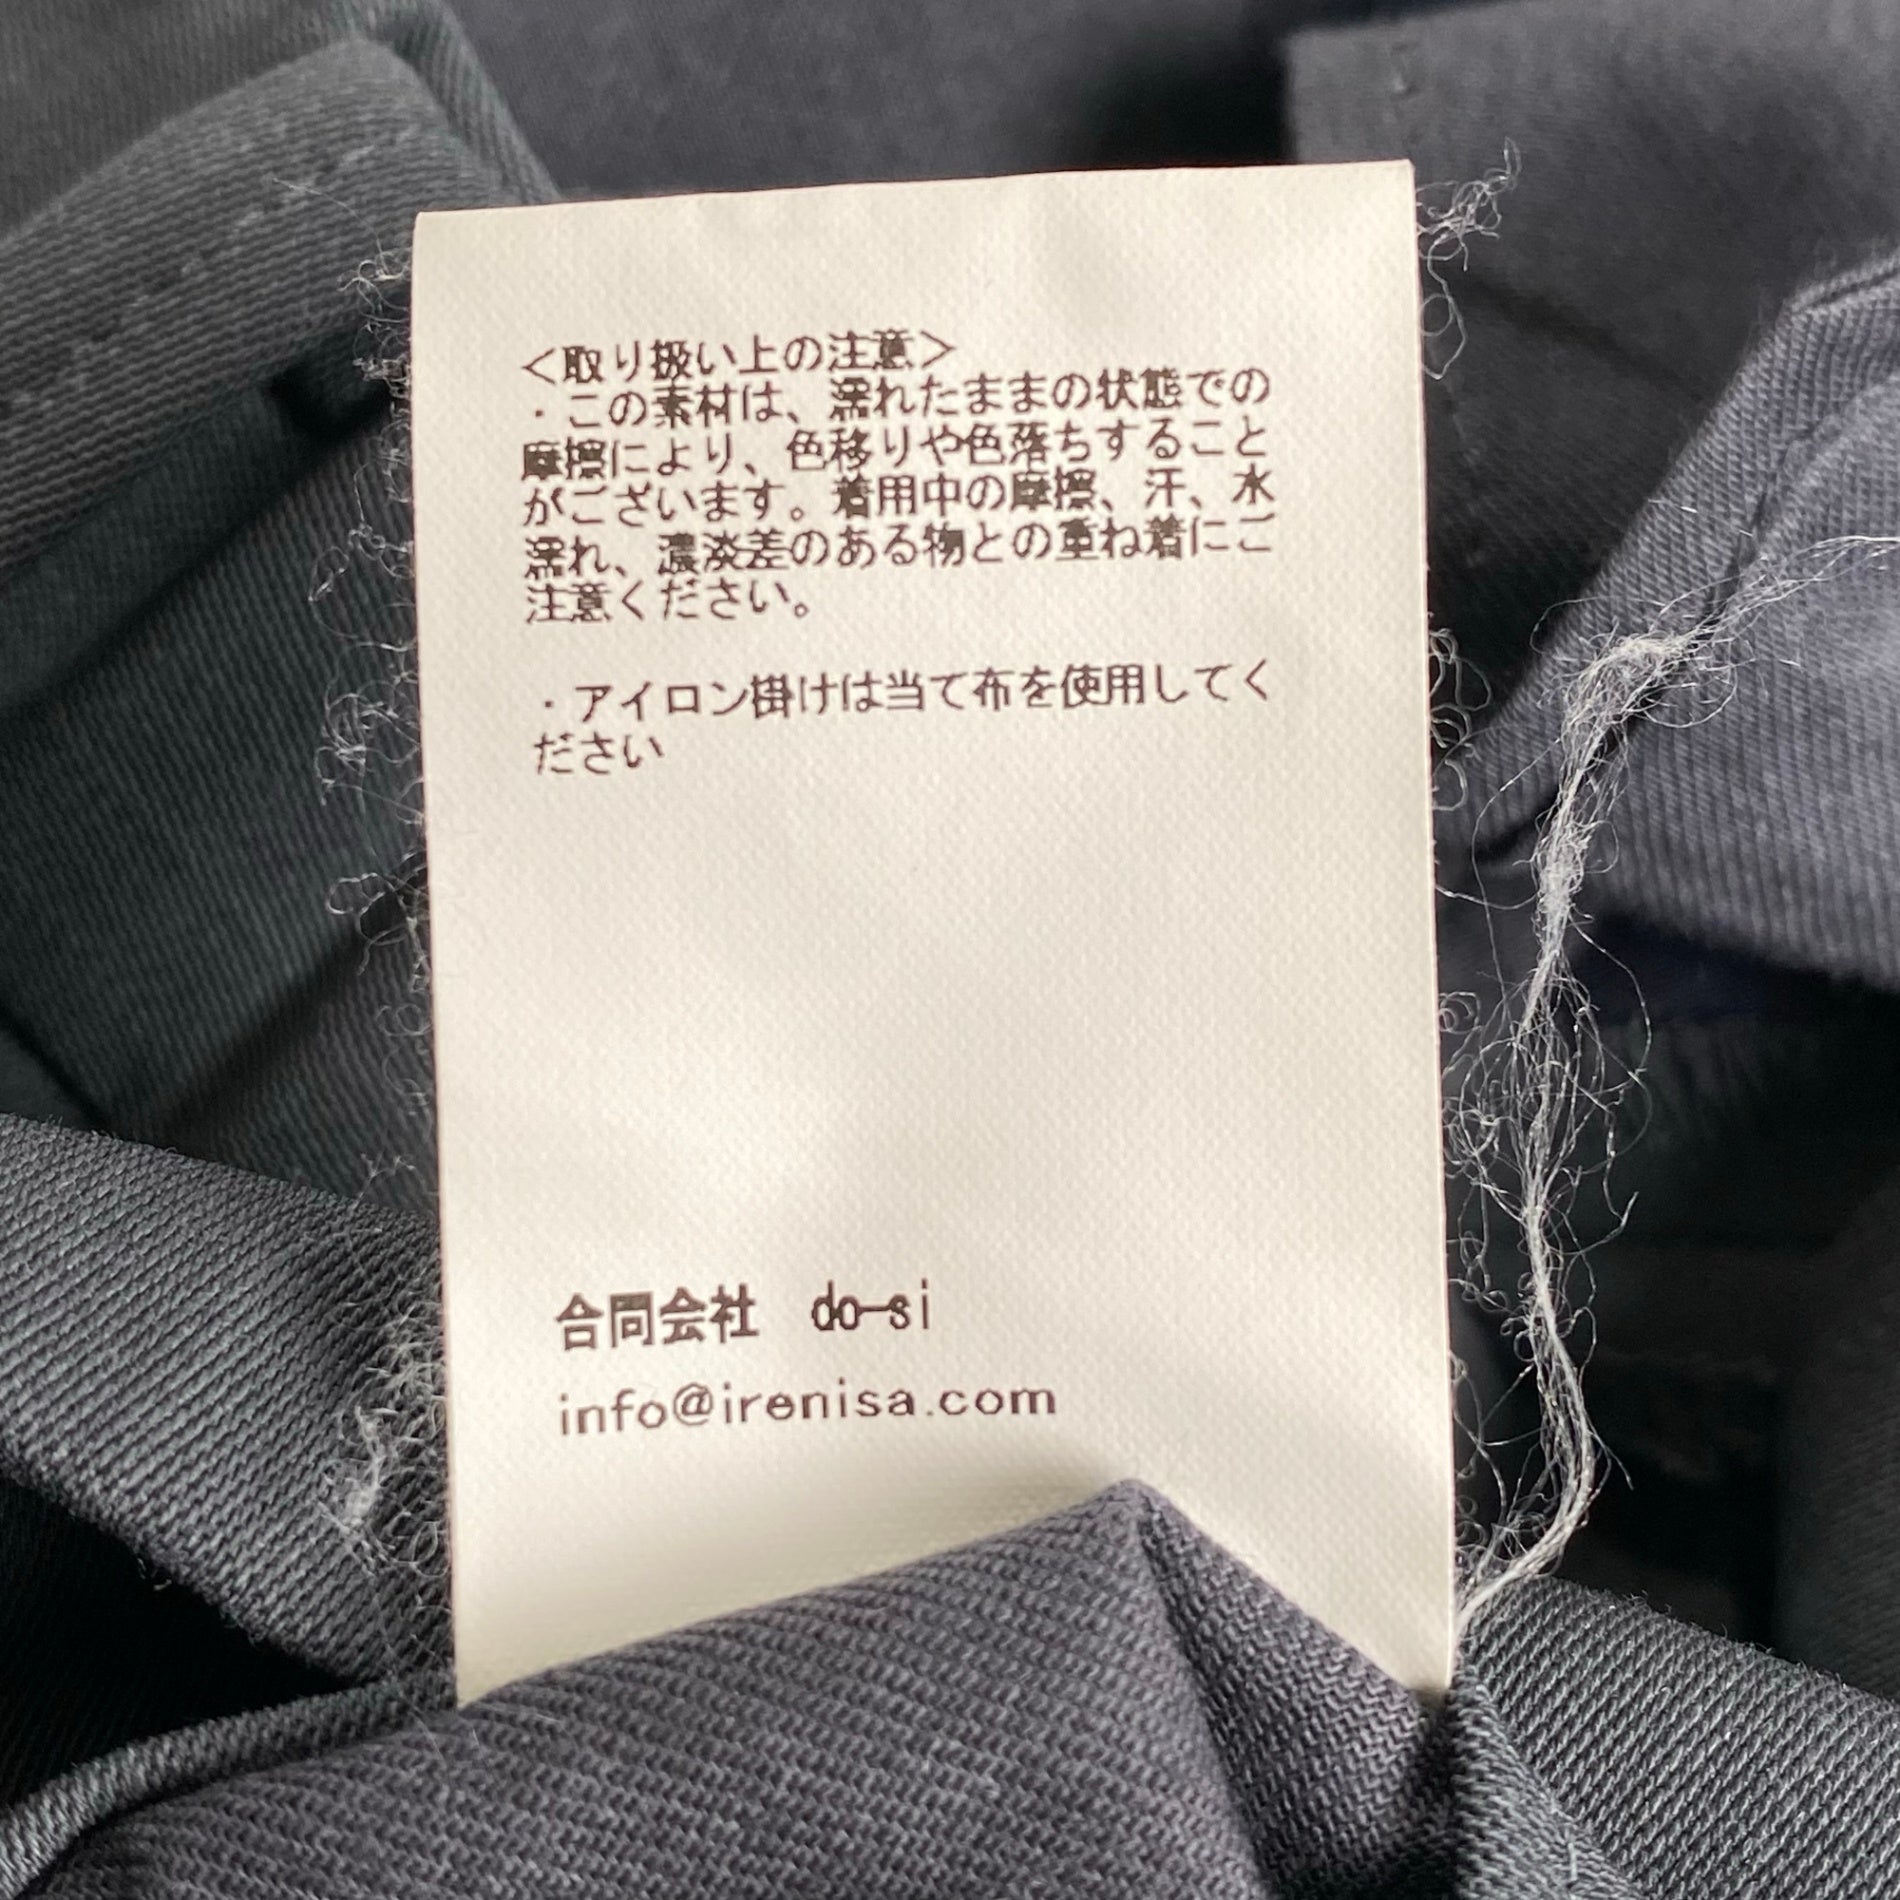 ＜取り扱い上の注意＞
・この素材は、濡れたままの状態での
摩擦により、色移りや色落ちすること
がございます。着用中の摩擦、汗、水
濡れ、濃淡差のある物との重ね着にご
注意ください。
・アイロン掛けは当て布を使用してく
ださい
合同会社　do-si
info@irenisa.com